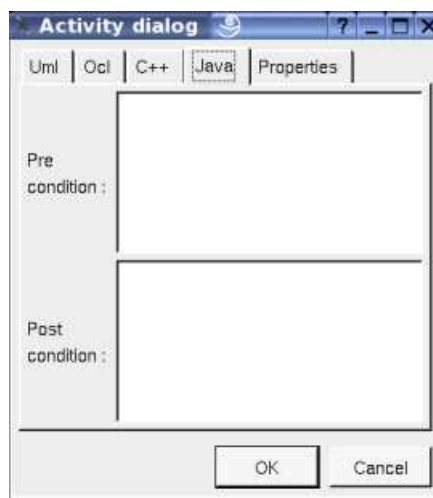 Activity dialog ?
Uml Ocl C++ Java Properties
Pre
condition :
Post
condition :
OK Cancel